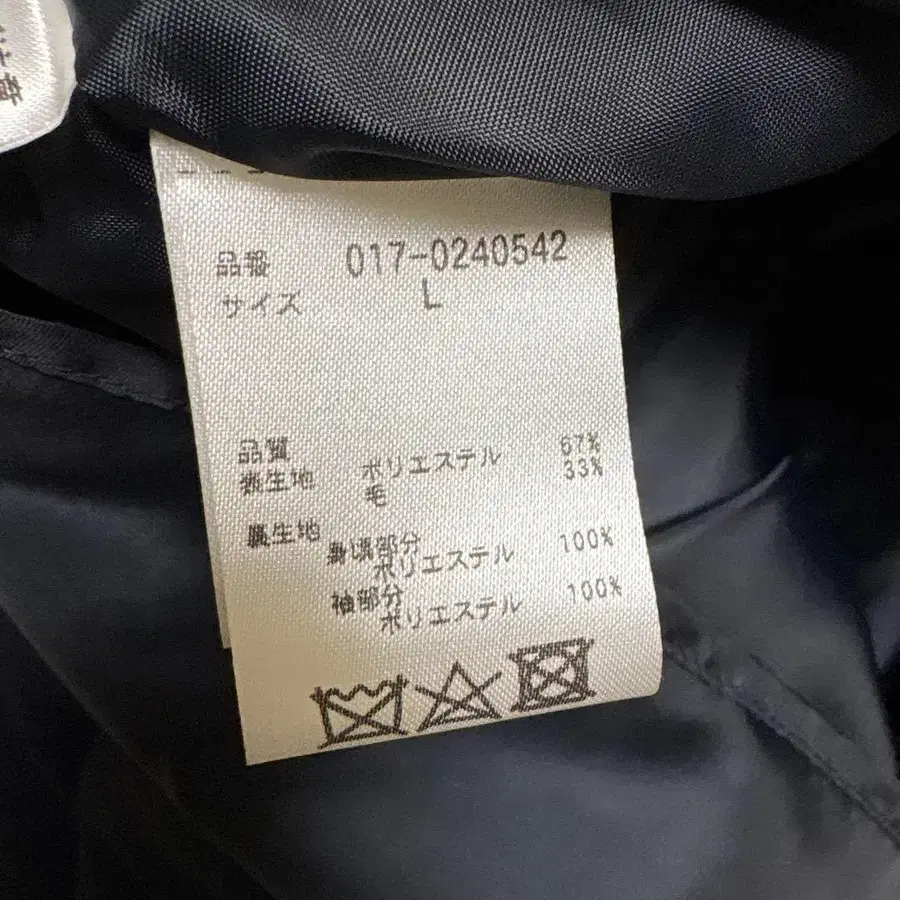 品番 017-0240542
サイズ L
品質
表生地 ポリエステル 67%
毛 33%
裏生地
身頃部分
ポリエステル 100%
袖部分
ポリエステル 100%